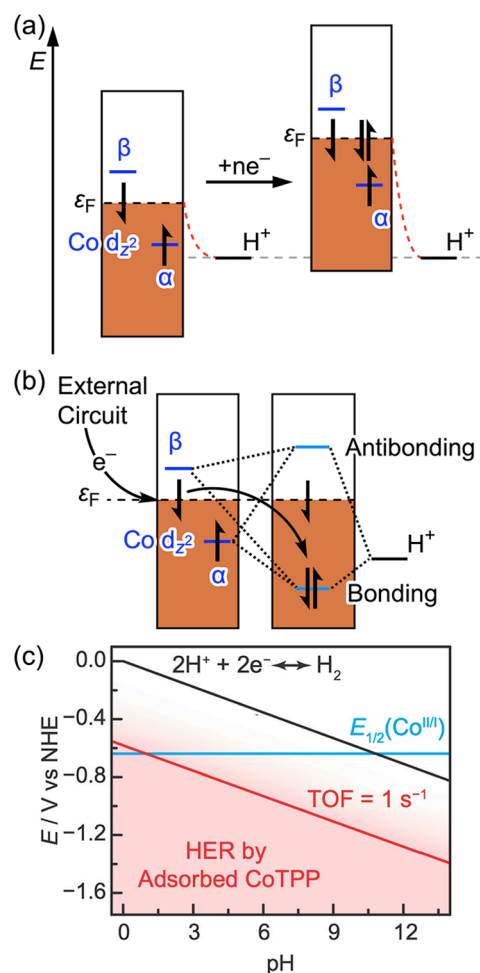 (a)
E
β
εF
+ne⁻
Co dz²
α
H⁺
β
εF
α
H⁺
(b)
External
Circuit
e⁻
β
Antibonding
εF
Co dz²
α
H⁺
Bonding
(c)
0.0
−0.4
−0.8
−1.2
−1.6
E / V vs NHE
2H⁺ + 2e⁻ ⟷ H₂
E1/2(Coᴵᴵ/ᴵ)
TOF = 1 s⁻¹
HER by
Adsorbed CoTPP
0 3 6 9 12
pH